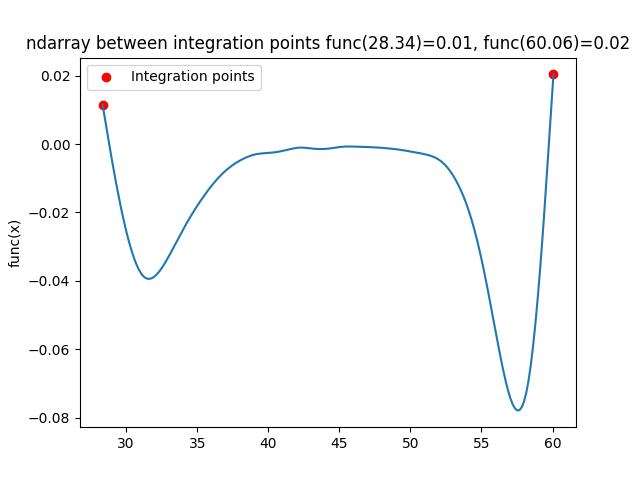 ndarray between integration points func(28.34)=0.01, func(60.06)=0.02
Integration points
func(x)
0.02
0.00
−0.02
−0.04
−0.06
−0.08
30 35 40 45 50 55 60